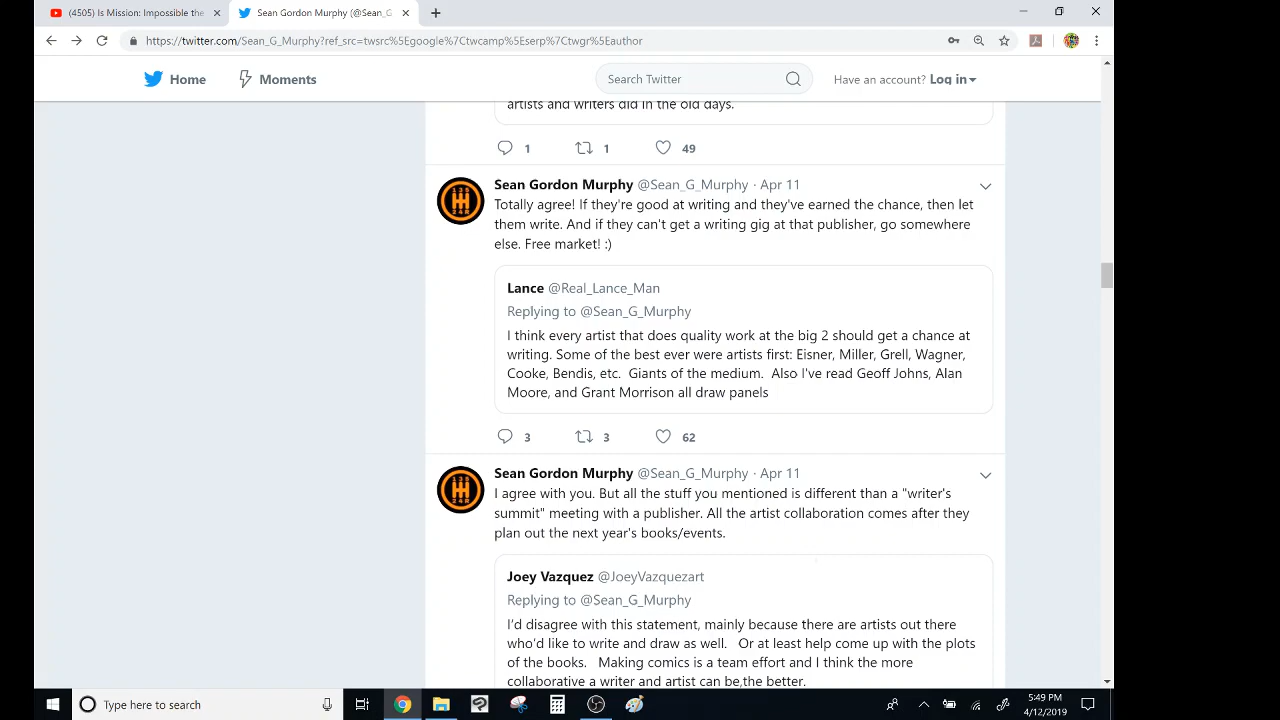 (4505) Is Mission: Impossible the
Sean Gordon Murphy (@Sean_G
https://twitter.com/Sean_G_Murphy?ref_src=twsrc%5Egoogle%7Ctwcamp%5Eserp%7Ctwgr%5Eauthor
Home
Moments
Search Twitter
Have an account? Log in
artists and writers did in the old days.
1 1 49
Sean Gordon Murphy @Sean_G_Murphy · Apr 11
Totally agree! If they're good at writing and they've earned the chance, then let
them write. And if they can't get a writing gig at that publisher, go somewhere
else. Free market! :)
Lance @Real_Lance_Man
Replying to @Sean_G_Murphy
I think every artist that does quality work at the big 2 should get a chance at
writing. Some of the best ever were artists first: Eisner, Miller, Grell, Wagner,
Cooke, Bendis, etc.  Giants of the medium.  Also I've read Geoff Johns, Alan
Moore, and Grant Morrison all draw panels
3 3 62
Sean Gordon Murphy @Sean_G_Murphy · Apr 11
I agree with you. But all the stuff you mentioned is different than a "writer's
summit" meeting with a publisher. All the artist collaboration comes after they
plan out the next year's books/events.
Joey Vazquez @JoeyVazquezart
Replying to @Sean_G_Murphy
I'd disagree with this statement, mainly because there are artists out there
who'd like to write and draw as well.   Or at least help come up with the plots
of the books.   Making comics is a team effort and I think the more
collaborative a writer and artist can be,the better.
Type here to search
5:49 PM
4/12/2019